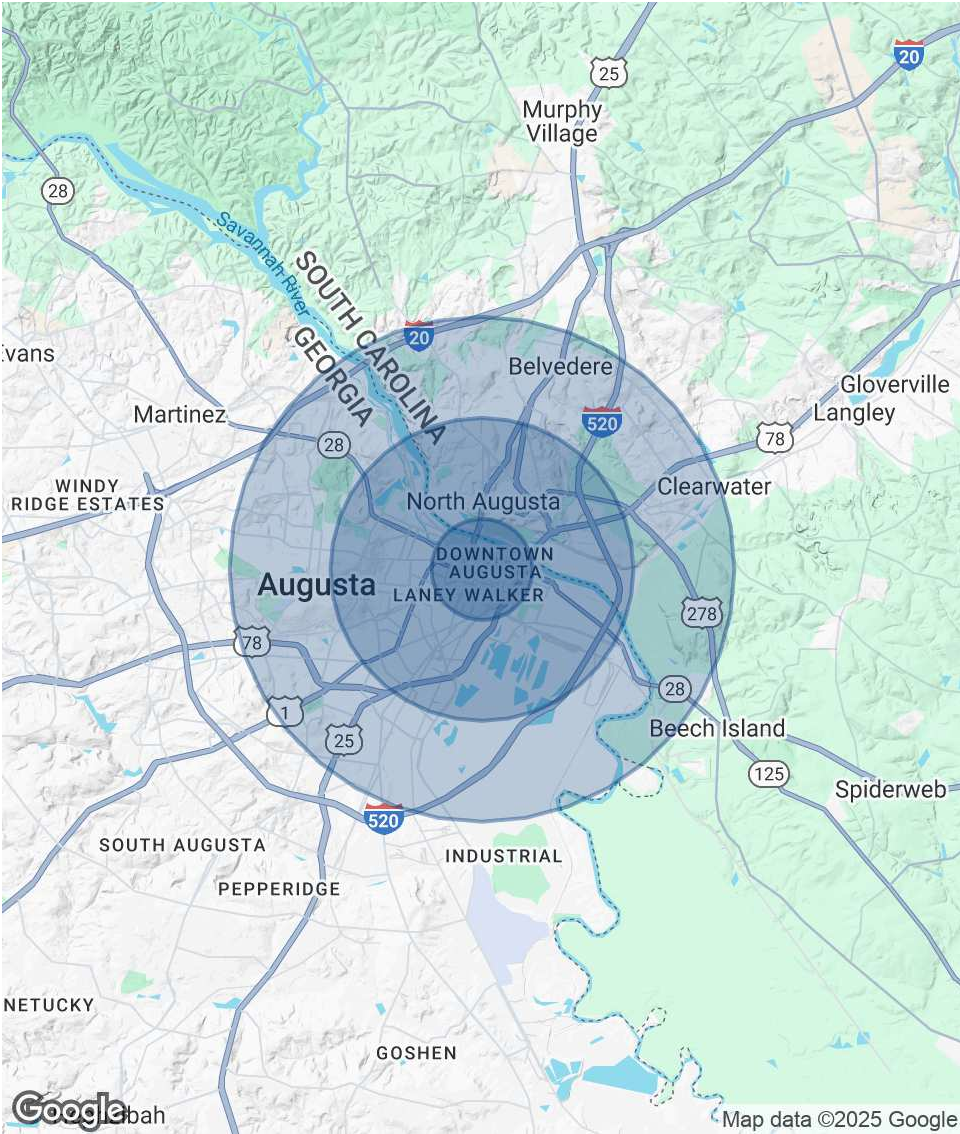 20
25
Murphy
Village
28
Savannah River
SOUTH CAROLINA
GEORGIA
20
Evans
Belvedere
Gloverville
Langley
Martinez
520
28
78
WINDY
RIDGE ESTATES
Clearwater
North Augusta
DOWNTOWN
AUGUSTA
Augusta
LANEY WALKER
278
78
28
1
Beech Island
25
125
Spiderweb
520
SOUTH AUGUSTA
INDUSTRIAL
PEPPERIDGE
NETUCKY
GOSHEN
Google
bah
Map data ©2025 Google